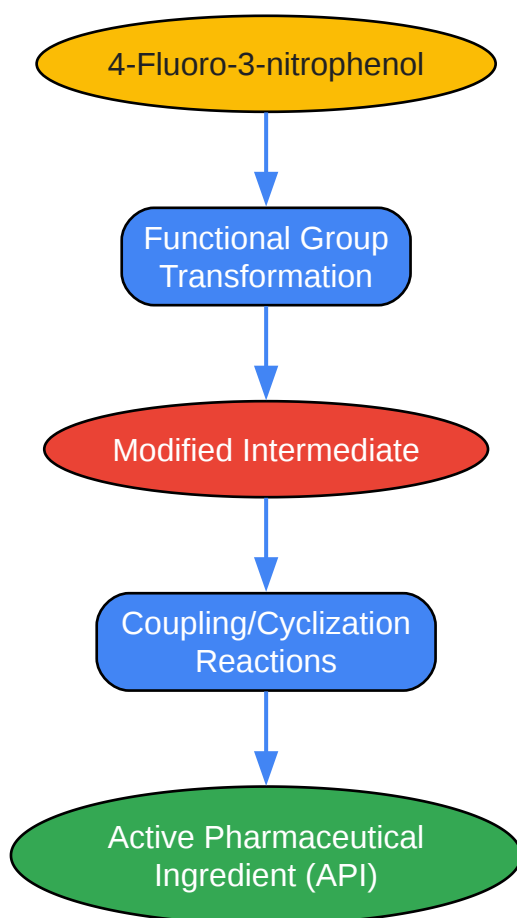 4-Fluoro-3-nitrophenol
Functional Group
Transformation
Modified Intermediate
Coupling/Cyclization
Reactions
Active Pharmaceutical
Ingredient (API)